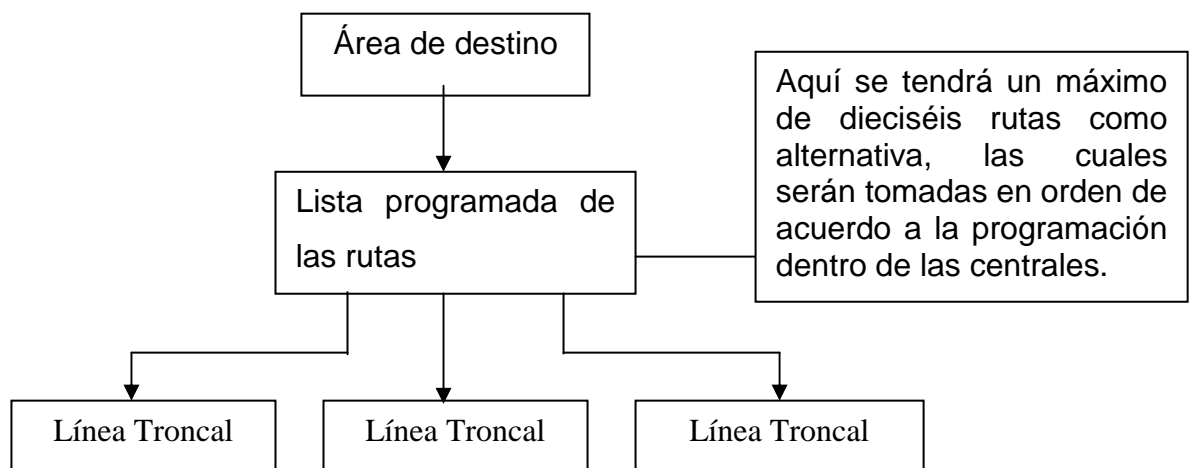 Área de destino
Aquí se tendrá un máximo
de dieciséis rutas como
alternativa, las cuales
serán tomadas en orden de
acuerdo a la programación
dentro de las centrales.
Lista programada de
las rutas
Línea Troncal
Línea Troncal
Línea Troncal